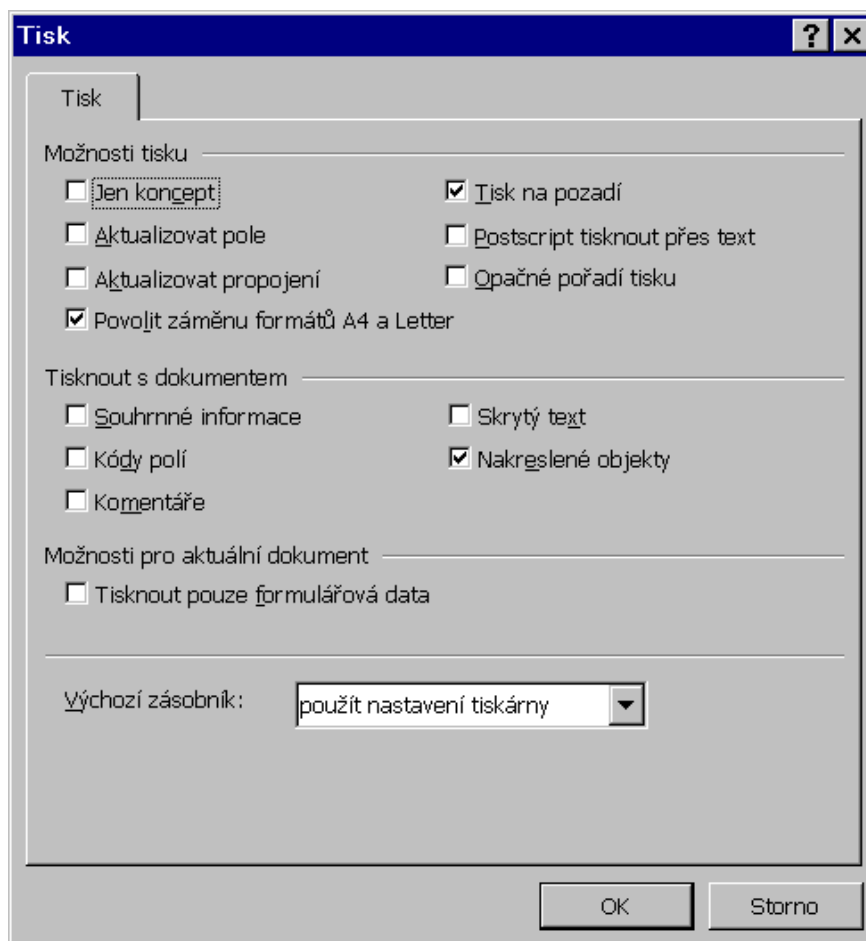 Tisk
Tisk
Možnosti tisku
Jen koncept
Tisk na pozadí
Aktualizovat pole
Postscript tisknout přes text
Aktualizovat propojení
Opačné pořadí tisku
Povolit záměnu formátů A4 a Letter
Tisknout s dokumentem
Souhrnné informace
Skrytý text
Kódy polí
Nakreslené objekty
Komentáře
Možnosti pro aktuální dokument
Tisknout pouze formulářová data
Výchozí zásobník:
použít nastavení tiskárny
OK
Storno